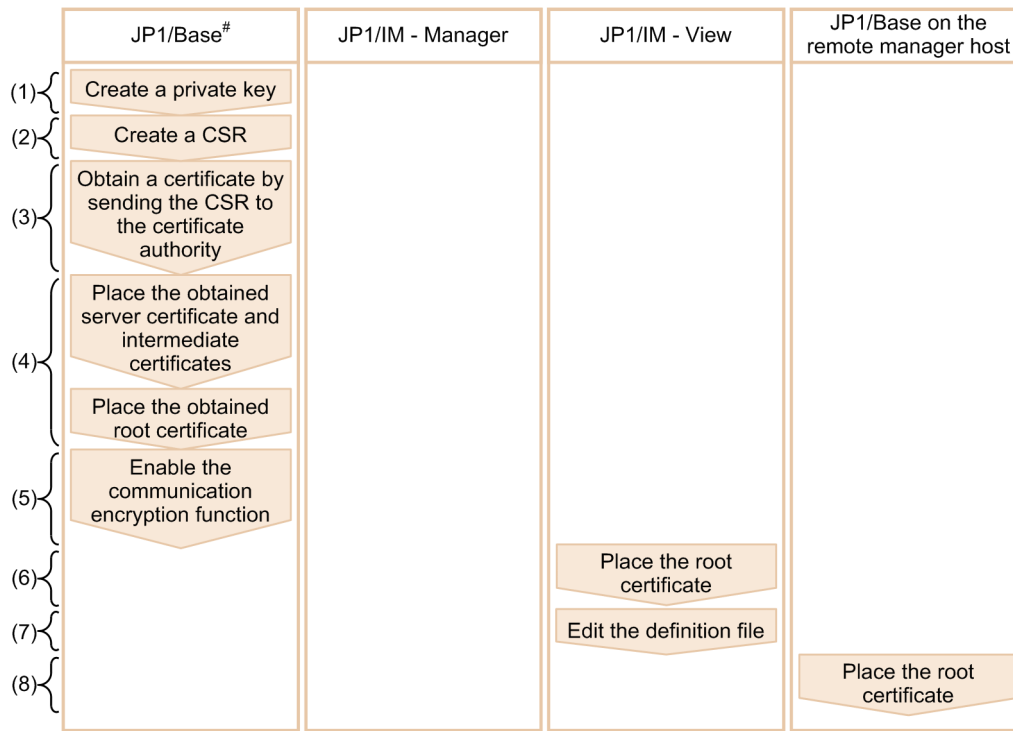 JP1/Base#
JP1/IM - Manager
JP1/IM - View
JP1/Base on the
remote manager host
(1)
Create a private key
(2)
Create a CSR
(3)
Obtain a certificate by
sending the CSR to
the certificate
authority
(4)
Place the obtained
server certificate and
intermediate
certificates
Place the obtained
root certificate
(5)
Enable the
communication
encryption function
(6)
Place the root
certificate
(7)
Edit the definition file
(8)
Place the root
certificate